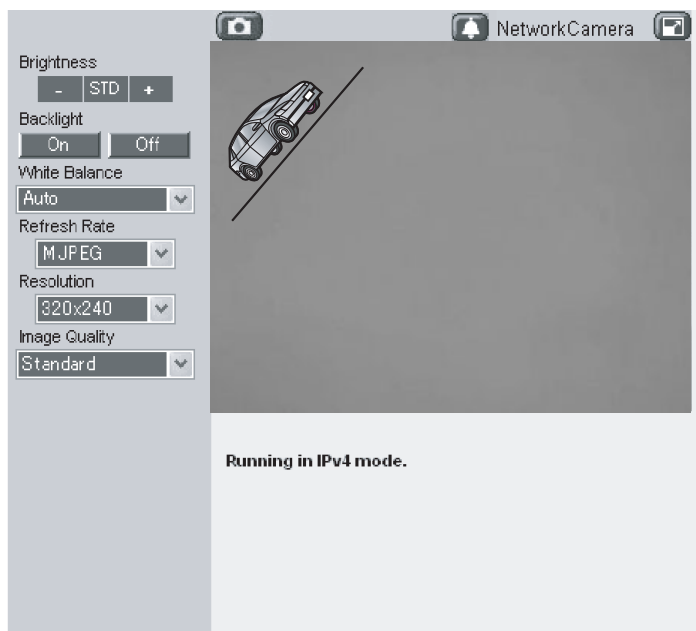 NetworkCamera
Brightness
- STD +
Backlight
On Off
White Balance
Auto
Refresh Rate
MJPEG
Resolution
320x240
Image Quality
Standard
Running in IPv4 mode.